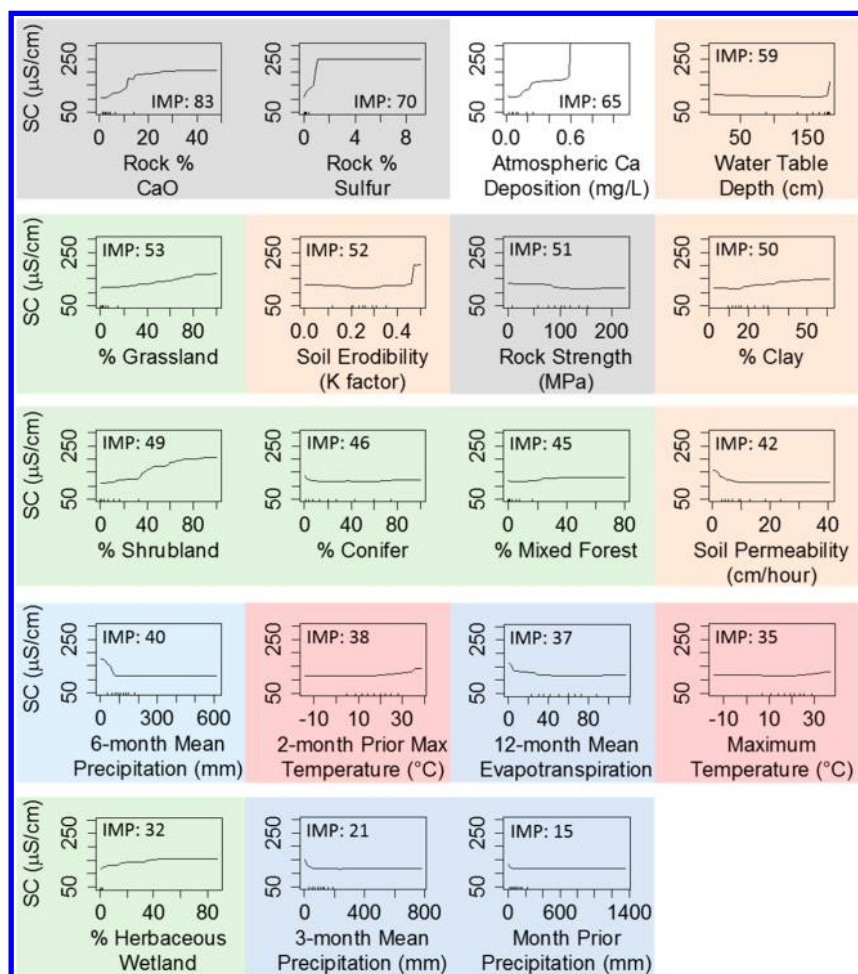 SC (µS/cm)
50 250
IMP: 83
0 20 40
Rock %
CaO
50 250
IMP: 70
0 4 8
Rock %
Sulfur
50 250
IMP: 65
0.0 0.6
Atmospheric Ca
Deposition (mg/L)
50 250
IMP: 59
50 150
Water Table
Depth (cm)
SC (µS/cm)
50 250
IMP: 53
0 40 80
% Grassland
50 250
IMP: 52
0.0 0.2 0.4
Soil Erodibility
(K factor)
50 250
IMP: 51
0 100 200
Rock Strength
(MPa)
50 250
IMP: 50
0 20 40 60
% Clay
SC (µS/cm)
50 250
IMP: 49
0 40 80
% Shrubland
50 250
IMP: 46
0 40 80
% Conifer
50 250
IMP: 45
0 40 80
% Mixed Forest
50 250
IMP: 42
0 20 40
Soil Permeability
(cm/hour)
SC (µS/cm)
50 250
IMP: 40
0 300 600
6-month Mean
Precipitation (mm)
50 250
IMP: 38
-10 10 30
2-month Prior Max
Temperature (°C)
50 250
IMP: 37
0 40 80
12-month Mean
Evapotranspiration
50 250
IMP: 35
-10 10 30
Maximum
Temperature (°C)
SC (µS/cm)
50 250
IMP: 32
0 40 80
% Herbaceous
Wetland
50 250
IMP: 21
0 400 800
3-month Mean
Precipitation (mm)
50 250
IMP: 15
0 600 1400
Month Prior
Precipitation (mm)